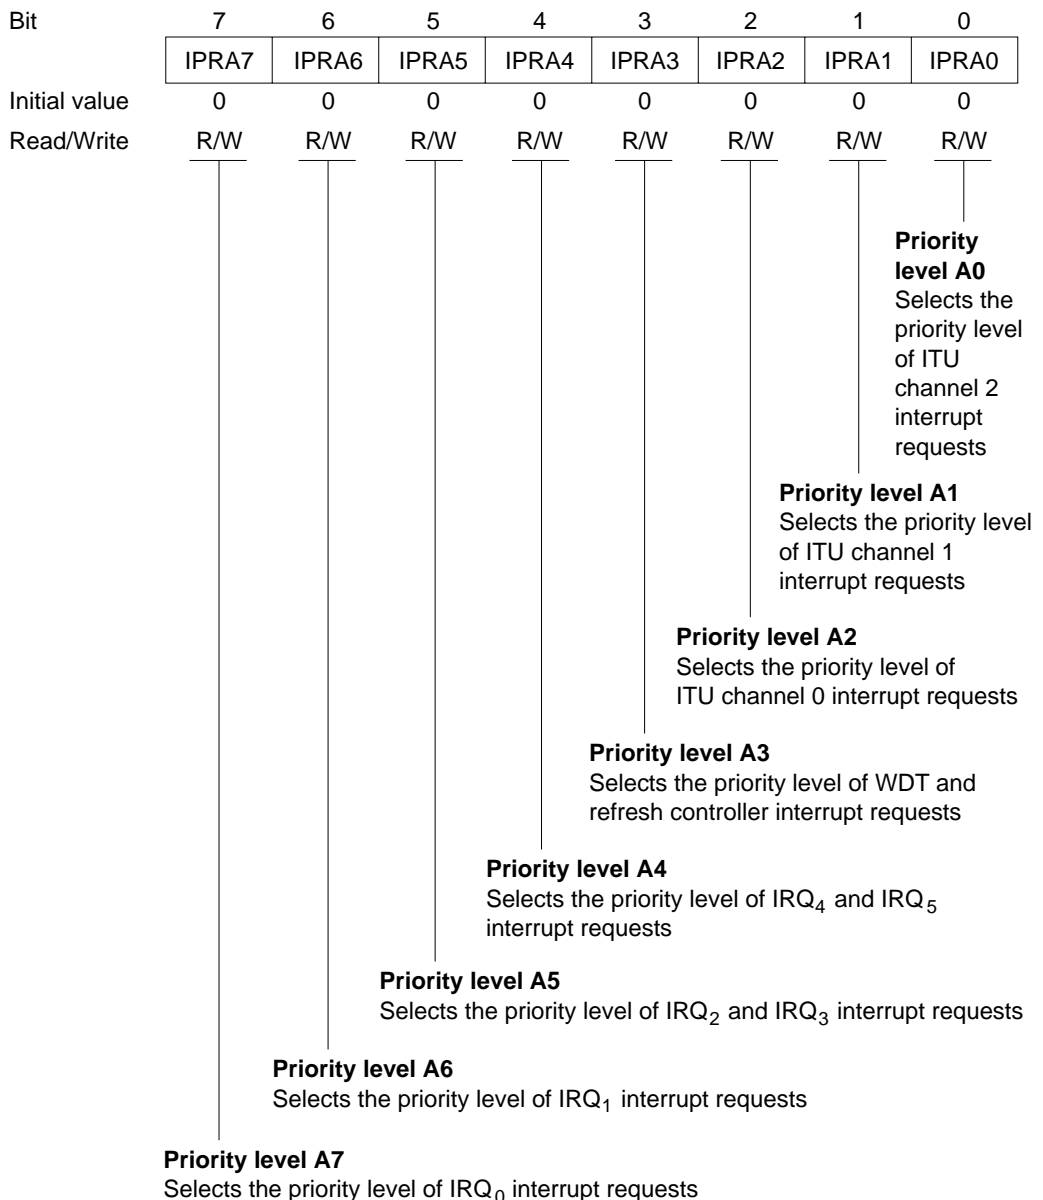 Bit 7 6 5 4 3 2 1 0
IPRA7 IPRA6 IPRA5 IPRA4 IPRA3 IPRA2 IPRA1 IPRA0
Initial value 0 0 0 0 0 0 0 0
Read/Write R/W R/W R/W R/W R/W R/W R/W R/W
Priority
level A0
Selects the
priority level
of ITU
channel 2
interrupt
requests
Priority level A1
Selects the priority level
of ITU channel 1
interrupt requests
Priority level A2
Selects the priority level of
ITU channel 0 interrupt requests
Priority level A3
Selects the priority level of WDT and
refresh controller interrupt requests
Priority level A4
Selects the priority level of IRQ₄ and IRQ₅
interrupt requests
Priority level A5
Selects the priority level of IRQ₂ and IRQ₃ interrupt requests
Priority level A6
Selects the priority level of IRQ₁ interrupt requests
Priority level A7
Selects the priority level of IRQ₀ interrupt requests